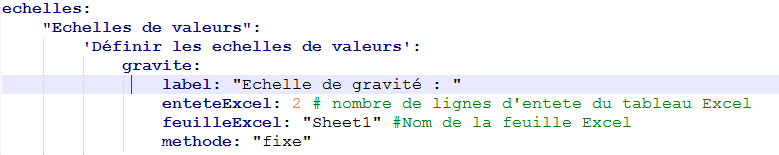 echelles:
"Echelles de valeurs":
'Définir les echelles de valeurs':
gravite:
label: "Echelle de gravité : "
enteteExcel: 2 # nombre de lignes d'entete du tableau Excel
feuilleExcel: "Sheet1" #Nom de la feuille Excel
methode: "fixe"